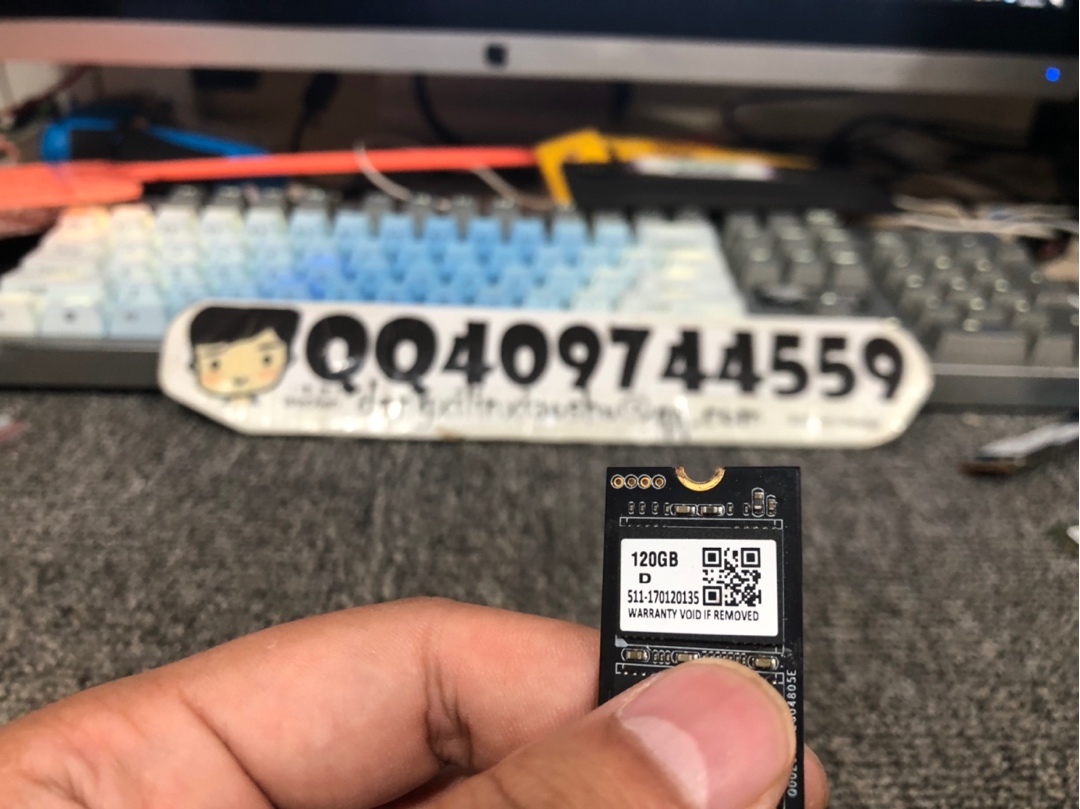 QQ409744559
120GB
D
511-170120135
WARRANTY VOID IF REMOVED